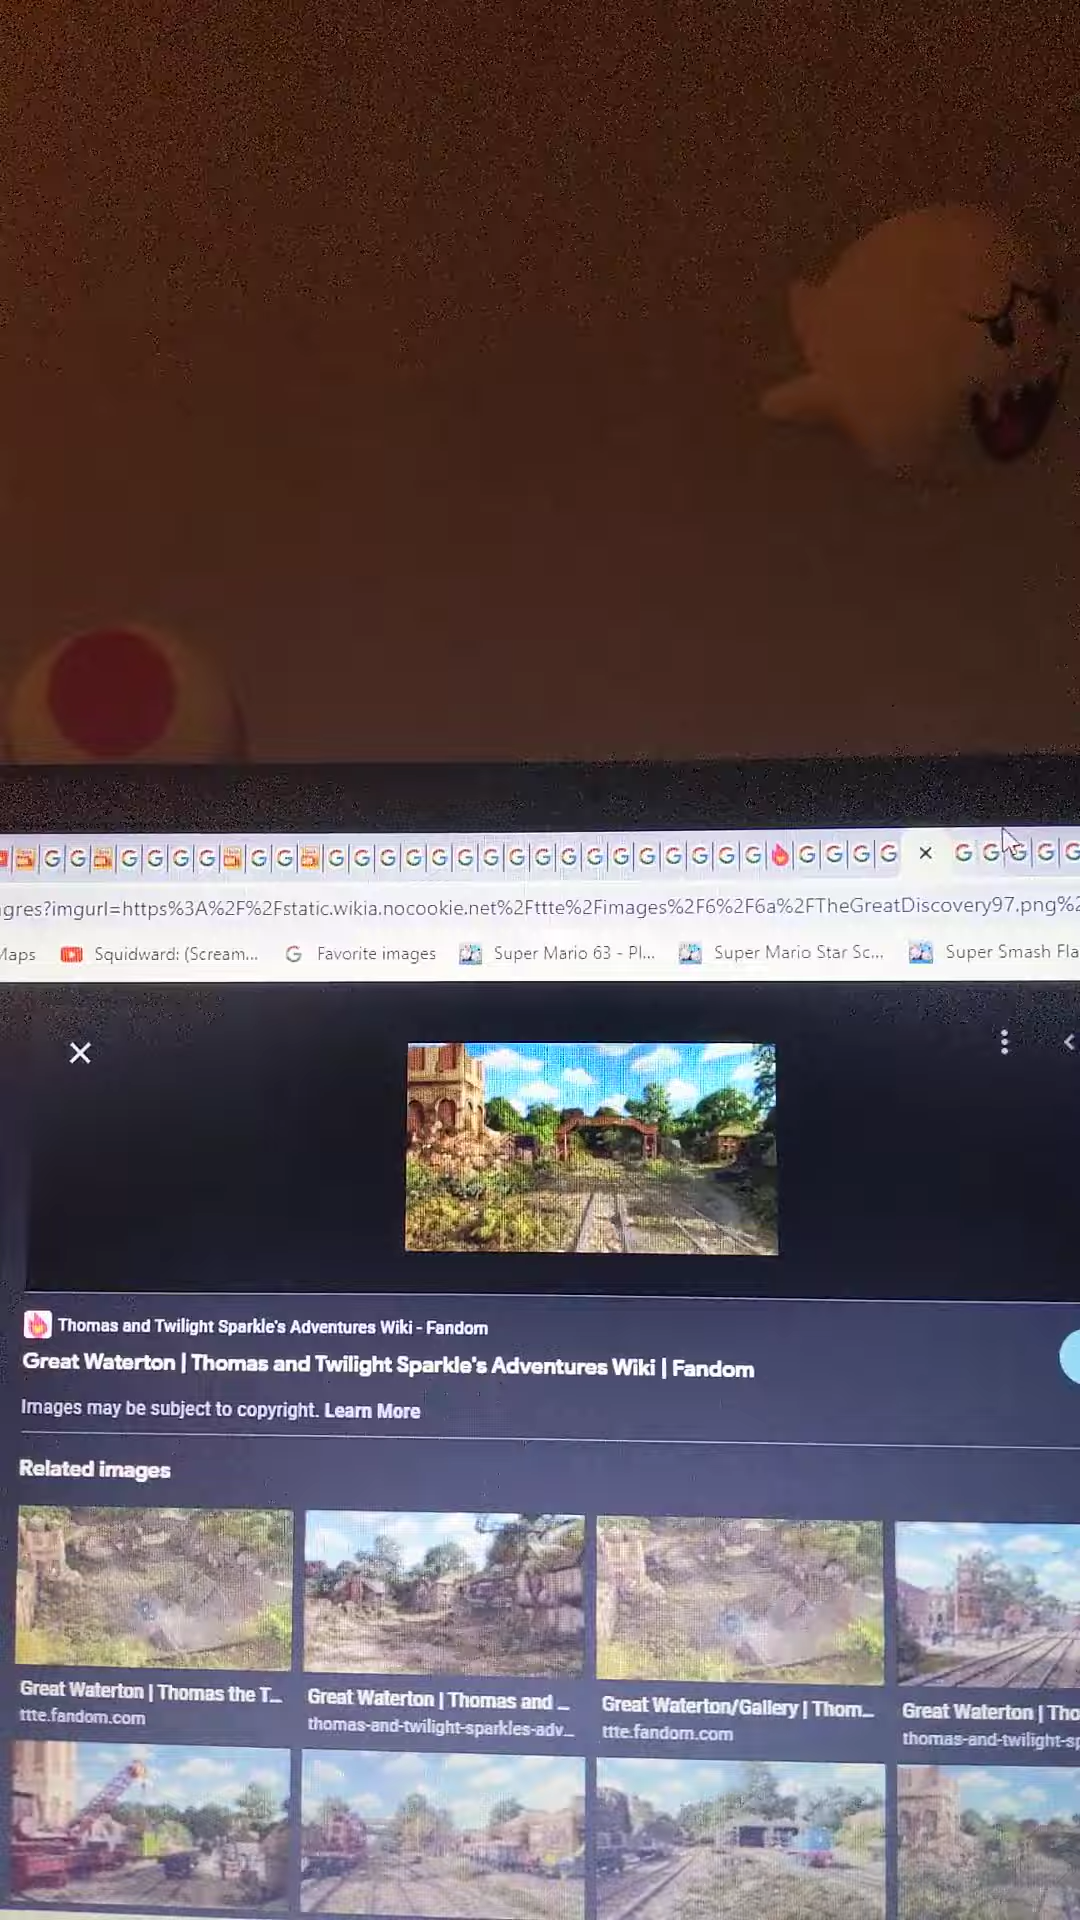 gres?imgurl=https%3A%2F%2Fstatic.wikia.nocookie.net%2Fttte%2Fimages%2F6%2F6a%2FTheGreatDiscovery97.png%2
Maps Squidward: (Scream... Favorite images Super Mario 63 - Pl... Super Mario Star Sc... Super Smash Fla
Thomas and Twilight Sparkle's Adventures Wiki - Fandom
Great Waterton | Thomas and Twilight Sparkle's Adventures Wiki | Fandom
Images may be subject to copyright. Learn More
Related images
Great Waterton | Thomas the T...
ttte.fandom.com
Great Waterton | Thomas and ...
thomas-and-twilight-sparkles-adv...
Great Waterton/Gallery | Thom...
ttte.fandom.com
Great Waterton | Tho
thomas-and-twilight-sp